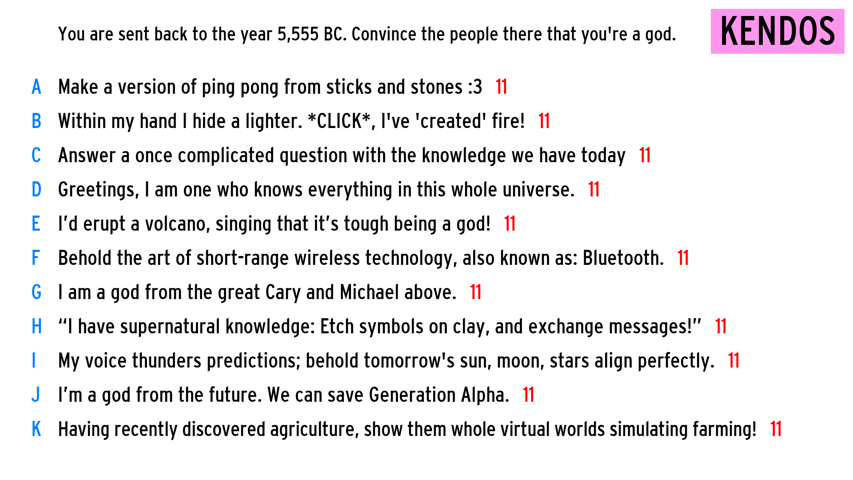 You are sent back to the year 5,555 BC. Convince the people there that you're a god.
KENDOS
A Make a version of ping pong from sticks and stones :3 11
B Within my hand I hide a lighter. *CLICK*, I've 'created' fire! 11
C Answer a once complicated question with the knowledge we have today 11
D Greetings, I am one who knows everything in this whole universe. 11
E I’d erupt a volcano, singing that it’s tough being a god! 11
F Behold the art of short-range wireless technology, also known as: Bluetooth. 11
G I am a god from the great Cary and Michael above. 11
H “I have supernatural knowledge: Etch symbols on clay, and exchange messages!” 11
I My voice thunders predictions; behold tomorrow's sun, moon, stars align perfectly. 11
J I’m a god from the future. We can save Generation Alpha. 11
K Having recently discovered agriculture, show them whole virtual worlds simulating farming! 11